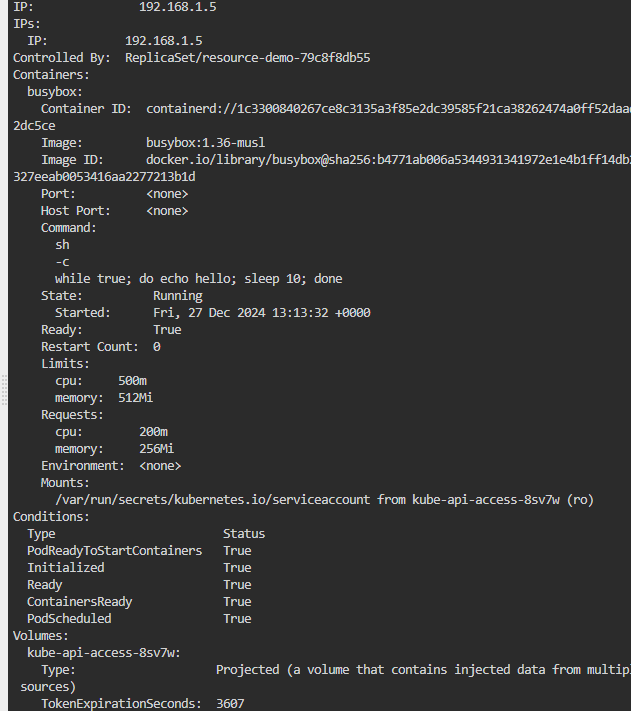 IP:                192.168.1.5
IPs:
  IP:           192.168.1.5
Controlled By:  ReplicaSet/resource-demo-79c8f8db55
Containers:
  busybox:
    Container ID:  containerd://1c3300840267ce8c3135a3f85e2dc39585f21ca38262474a0ff52daa
2dc5ce
    Image:         busybox:1.36-musl
    Image ID:      docker.io/library/busybox@sha256:b4771ab006a5344931341972e1e4b1ff14db
327eeab0053416aa2277213b1d
    Port:          <none>
    Host Port:     <none>
    Command:
      sh
      -c
      while true; do echo hello; sleep 10; done
    State:          Running
      Started:      Fri, 27 Dec 2024 13:13:32 +0000
    Ready:          True
    Restart Count:  0
    Limits:
      cpu:     500m
      memory:  512Mi
    Requests:
      cpu:        200m
      memory:     256Mi
    Environment:  <none>
    Mounts:
      /var/run/secrets/kubernetes.io/serviceaccount from kube-api-access-8sv7w (ro)
Conditions:
  Type                        Status
  PodReadyToStartContainers   True
  Initialized                 True
  Ready                       True
  ContainersReady             True
  PodScheduled                True
Volumes:
  kube-api-access-8sv7w:
    Type:                    Projected (a volume that contains injected data from multipl
 sources)
    TokenExpirationSeconds:  3607